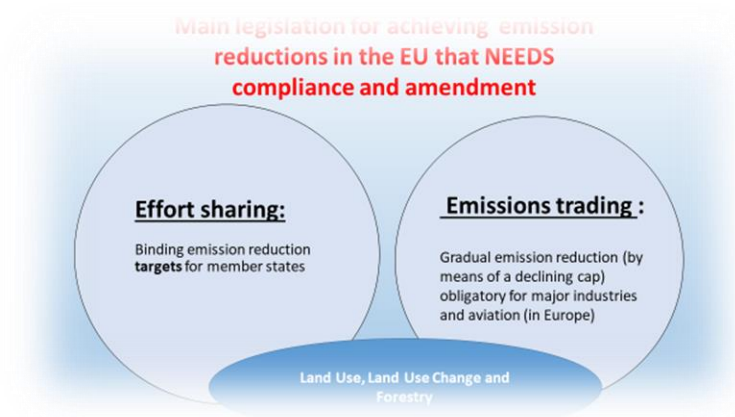 Main legislation for achieving emission
reductions in the EU that NEEDS
compliance and amendment
Effort sharing:
Binding emission reduction
targets for member states
Emissions trading :
Gradual emission reduction (by
means of a declining cap)
obligatory for major industries
and aviation (in Europe)
Land Use, Land Use Change and
Forestry